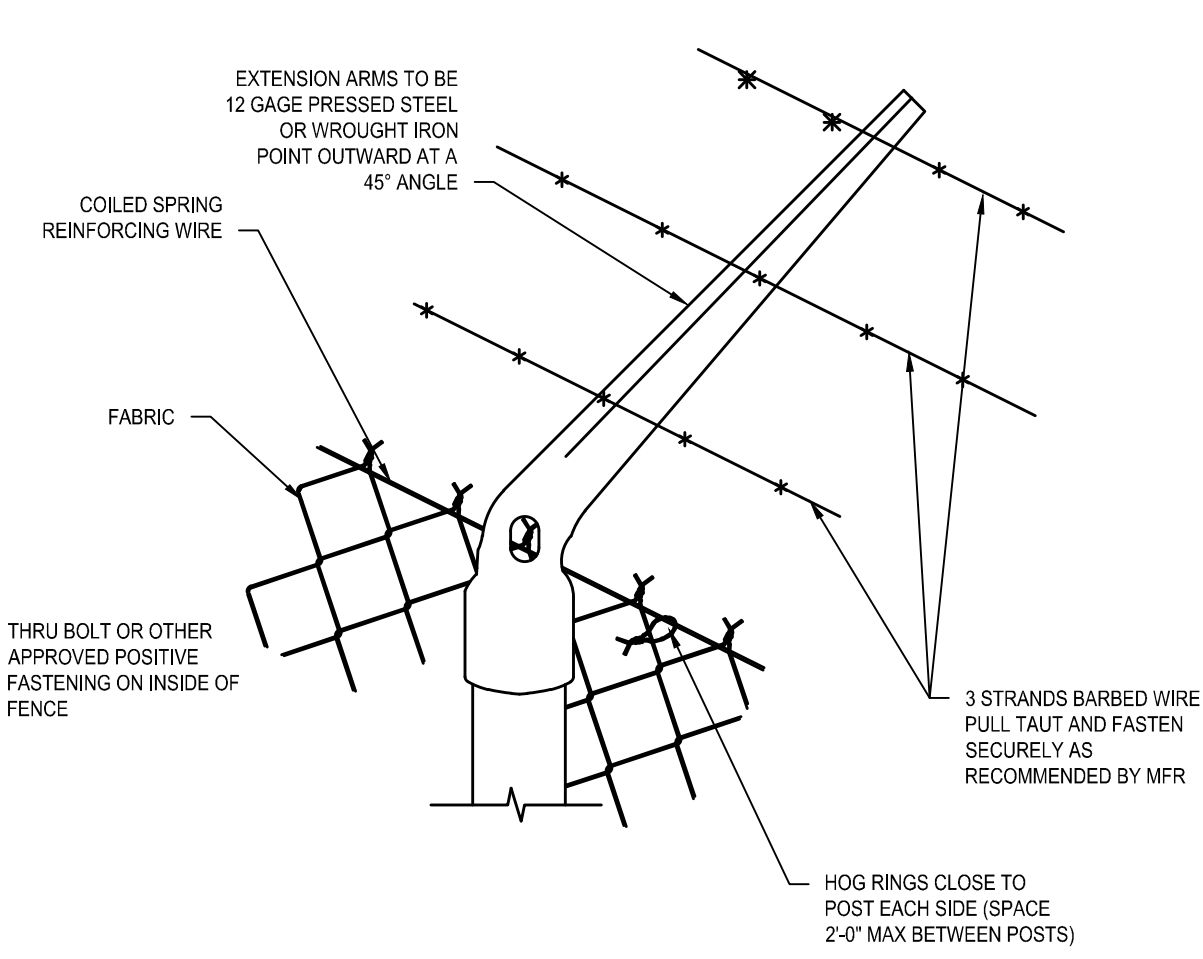 EXTENSION ARMS TO BE
12 GAGE PRESSED STEEL
OR WROUGHT IRON
POINT OUTWARD AT A
45° ANGLE
COILED SPRING
REINFORCING WIRE
FABRIC
THRU BOLT OR OTHER
APPROVED POSITIVE
FASTENING ON INSIDE OF
FENCE
3 STRANDS BARBED WIRE
PULL TAUT AND FASTEN
SECURELY AS
RECOMMENDED BY MFR
HOG RINGS CLOSE TO
POST EACH SIDE (SPACE
2'-0" MAX BETWEEN POSTS)